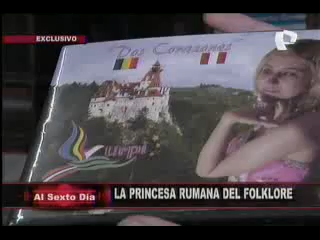 EXCLUSIVO
"Dos Corazones"
Al Sexto Día
LA PRINCESA RUMANA DEL FOLKLORE